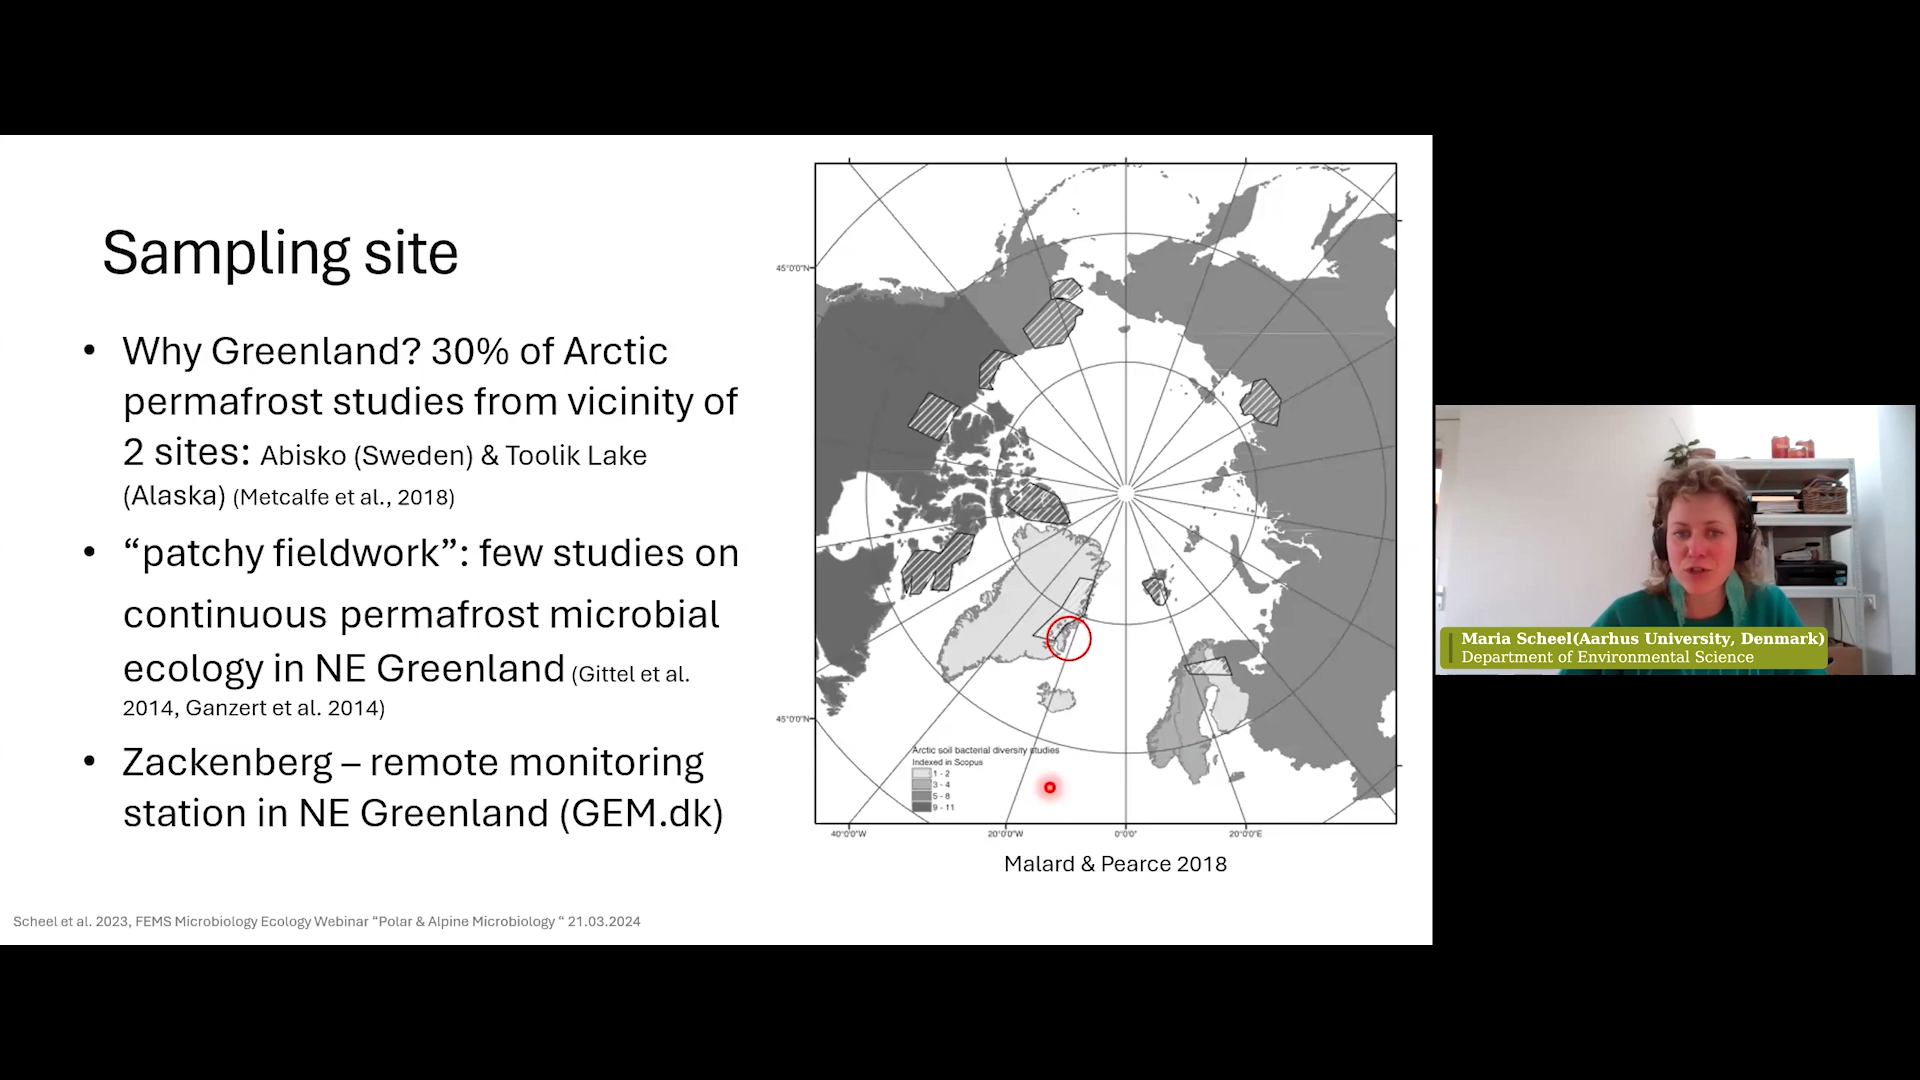 Sampling site
• Why Greenland? 30% of Arctic
permafrost studies from vicinity of
2 sites: Abisko (Sweden) & Toolik Lake
(Alaska) (Metcalfe et al., 2018)
• “patchy fieldwork”: few studies on
continuous permafrost microbial
ecology in NE Greenland (Gittel et al.
2014, Ganzert et al. 2014)
• Zackenberg – remote monitoring
station in NE Greenland (GEM.dk)
45°0'0"N
45°0'0"N
Arctic soil bacterial diversity studies
Indexed in Scopus
1 - 2
3 - 4
5 - 8
9 - 11
40°0'0"W 20°0'0"W 0°0'0" 20°0'0"E
Malard & Pearce 2018
Scheel et al. 2023, FEMS Microbiology Ecology Webinar “Polar & Alpine Microbiology “ 21.03.2024
Maria Scheel(Aarhus University, Denmark)
Department of Environmental Science